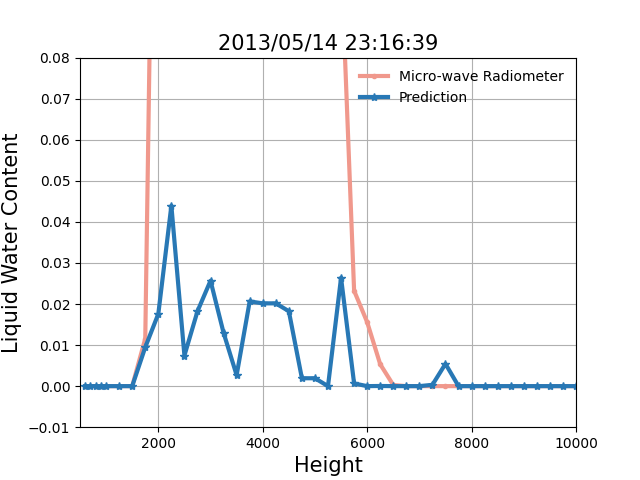 2013/05/14 23:16:39
Micro-wave Radiometer
Prediction
Liquid Water Content
0.08
0.07
0.06
0.05
0.04
0.03
0.02
0.01
0.00
−0.01
2000 4000 6000 8000 10000
Height